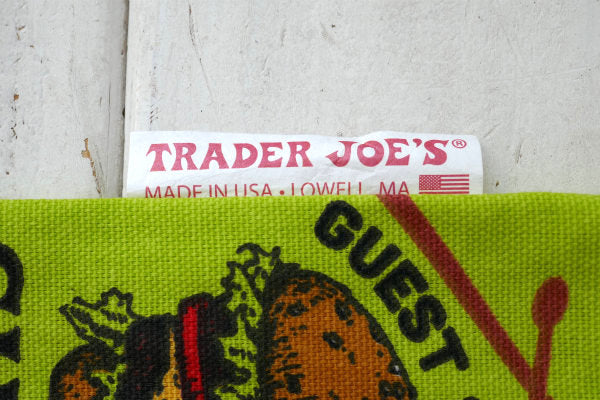 TRADER JOE'S®
MADE IN USA • LOWELL, MA
GUEST